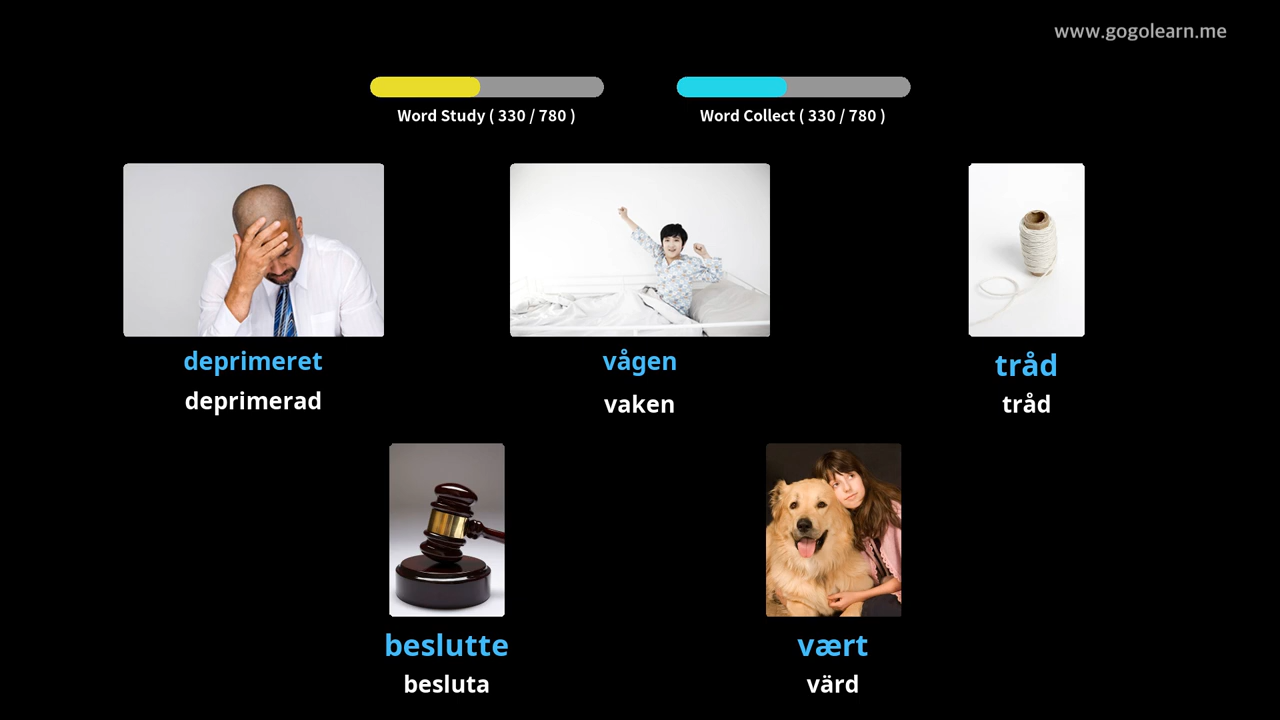 www.gogolearn.me
Word Study ( 330 / 780 )
Word Collect ( 330 / 780 )
deprimeret
deprimerad
vågen
vaken
tråd
tråd
beslutte
besluta
vært
värd